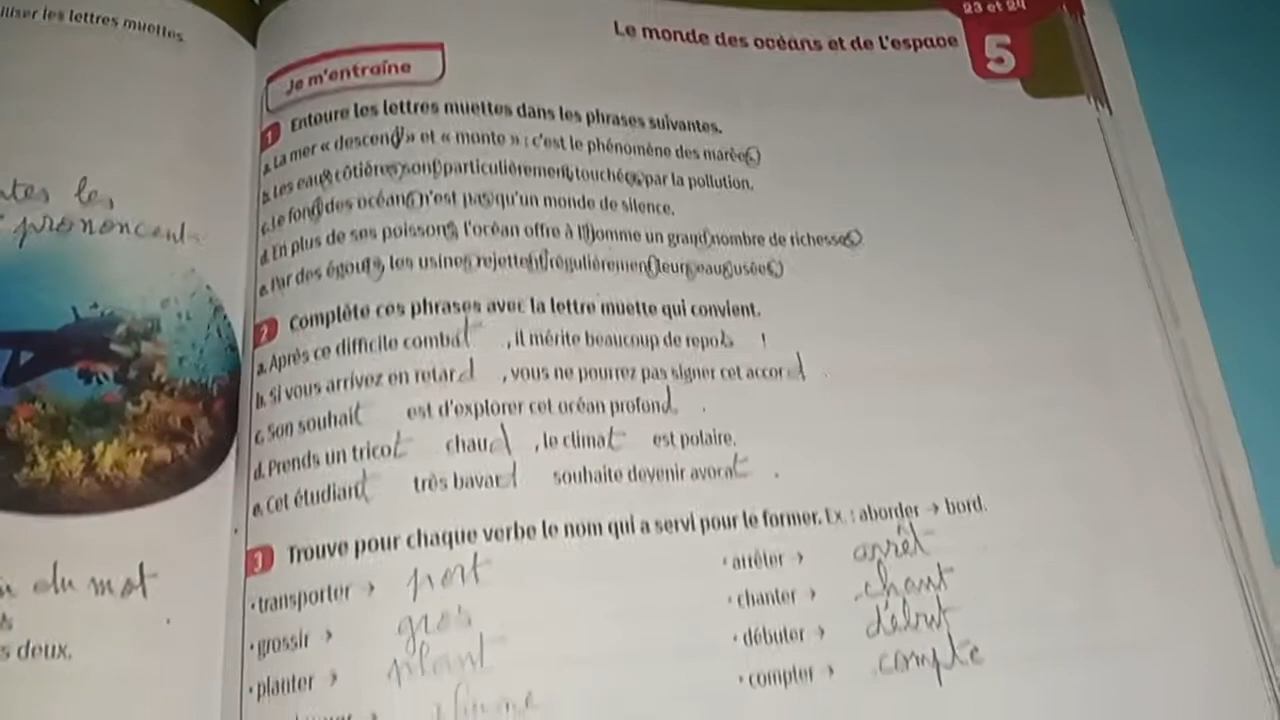 iliser les lettres muettes.
Le monde des océans et de l'espace
23 et 24
5
Je m'entraîne
1 Entoure les lettres muettes dans les phrases suivantes.
a. La mer « descend » et « monte » : c'est le phénomène des marées.
b. Les eaux côtières sont particulièrement touchées par la pollution.
c. Le fond des océans n'est pas qu'un monde de silence.
d. En plus de ses poissons, l'océan offre à l'homme un grand nombre de richesses.
e. Par des égouts, les usines rejettent régulièrement leurs eaux usées.
tes les
prononcent
2 Complète ces phrases avec la lettre muette qui convient.
a. Après ce difficile combat , il mérite beaucoup de repos !
b. Si vous arrivez en retard , vous ne pourrez pas signer cet accord .
c. Son souhait est d'explorer cet océan profond .
d. Prends un tricot chaud , le climat est polaire.
e. Cet étudiant très bavard souhaite devenir avocat .
3 Trouve pour chaque verbe le nom qui a servi pour le former. Ex. : aborder → bord.
• transporter → port
• arrêter → arrêt
• grossir → gros
• chanter → chant
• planter → plant
• débuter → début
• compter → compte
du mot
s deux.